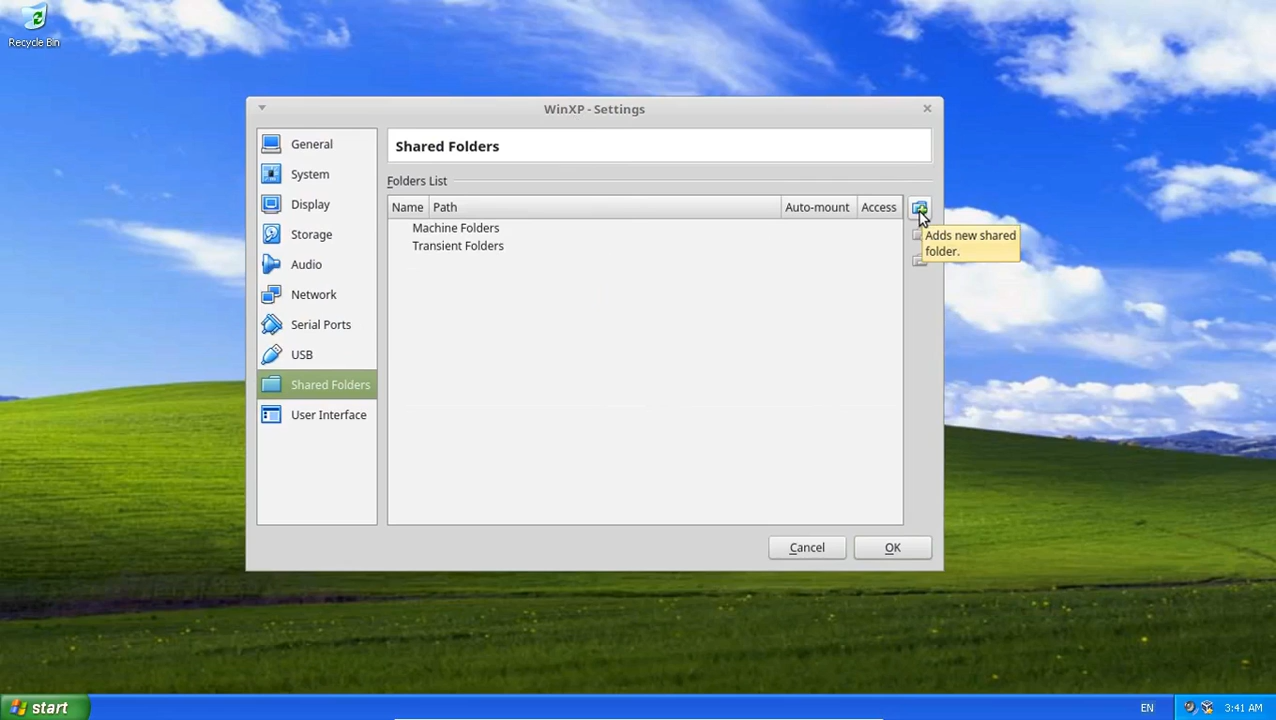 Recycle Bin
WinXP - Settings
General
System
Display
Storage
Audio
Network
Serial Ports
USB
Shared Folders
User Interface
Shared Folders
Folders List
Name Path Auto-mount Access
Machine Folders
Transient Folders
Adds new shared
folder.
Cancel OK
start EN 3:41 AM